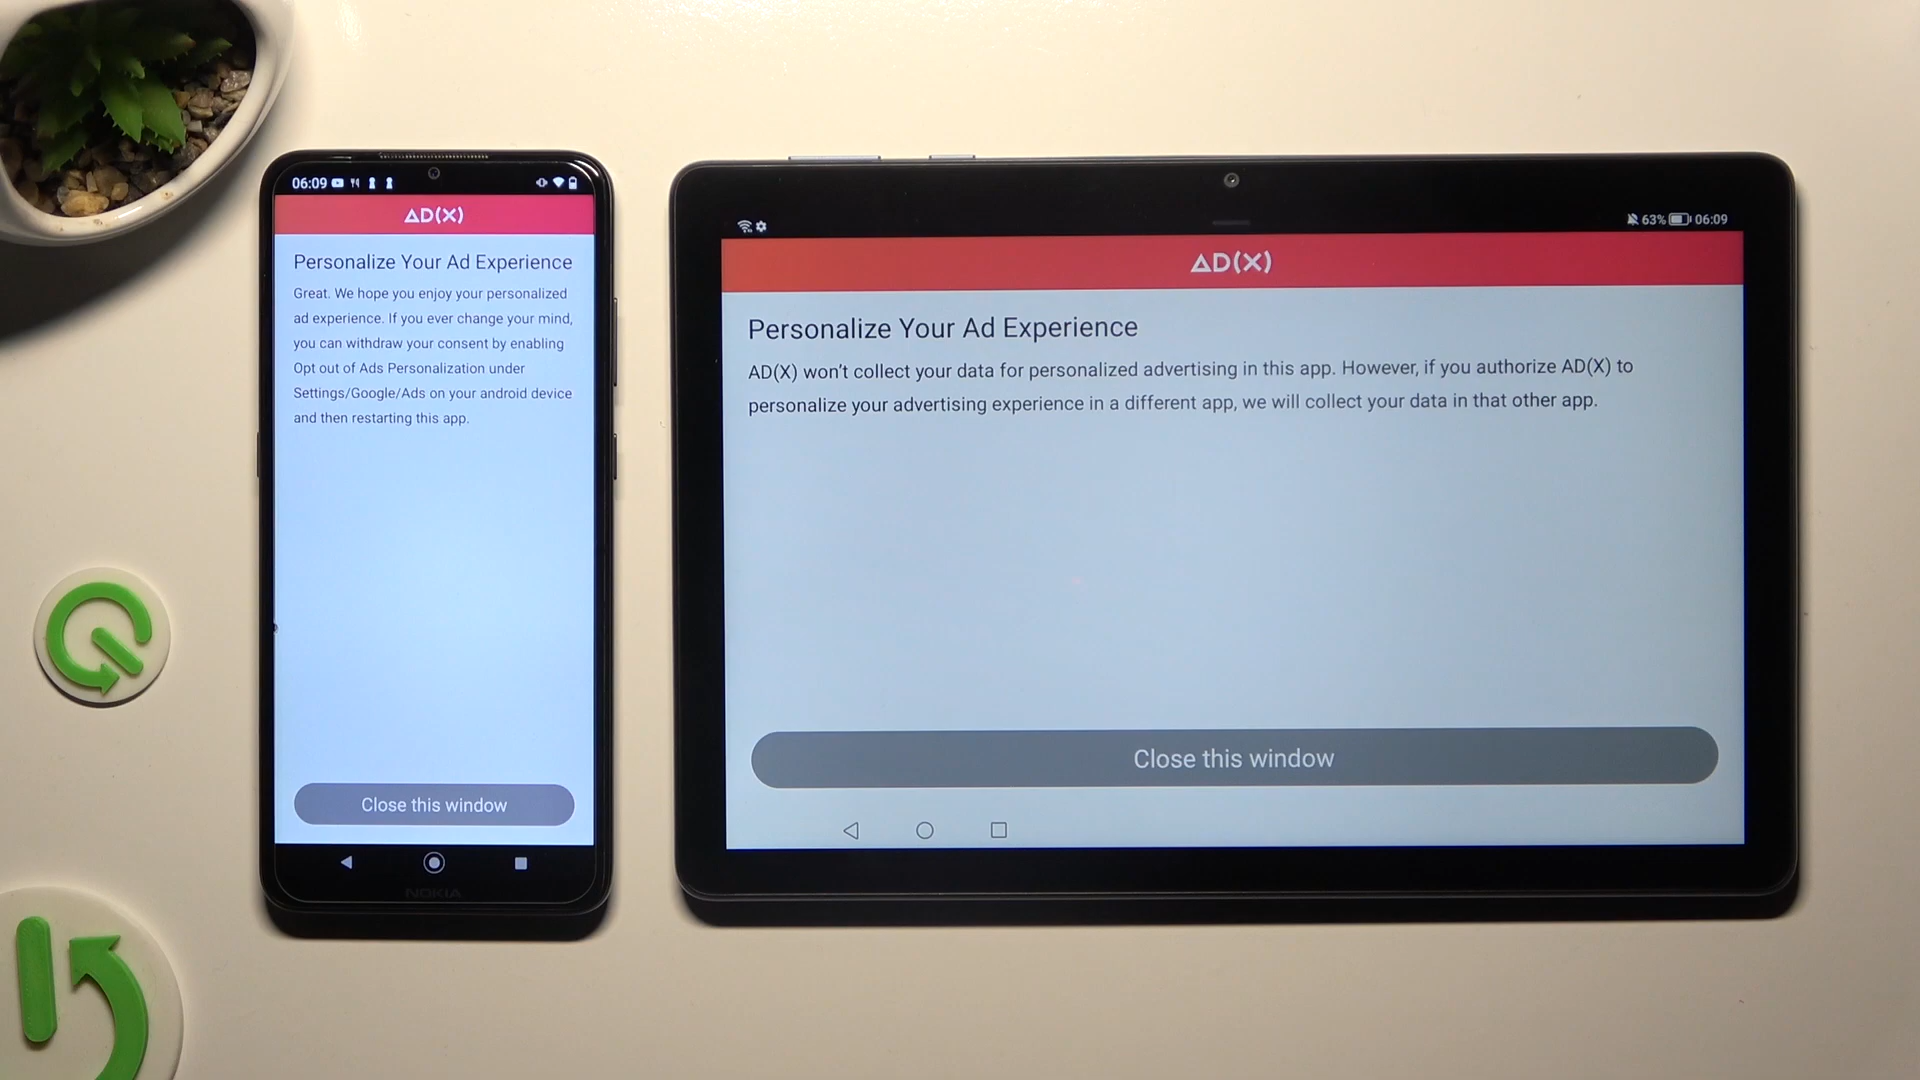 06:09
AD(X)
Personalize Your Ad Experience
Great. We hope you enjoy your personalized
ad experience. If you ever change your mind,
you can withdraw your consent by enabling
Opt out of Ads Personalization under
Settings/Google/Ads on your android device
and then restarting this app.
Close this window
NOKIA
63% 06:09
AD(X)
Personalize Your Ad Experience
AD(X) won't collect your data for personalized advertising in this app. However, if you authorize AD(X) to
personalize your advertising experience in a different app, we will collect your data in that other app.
Close this window